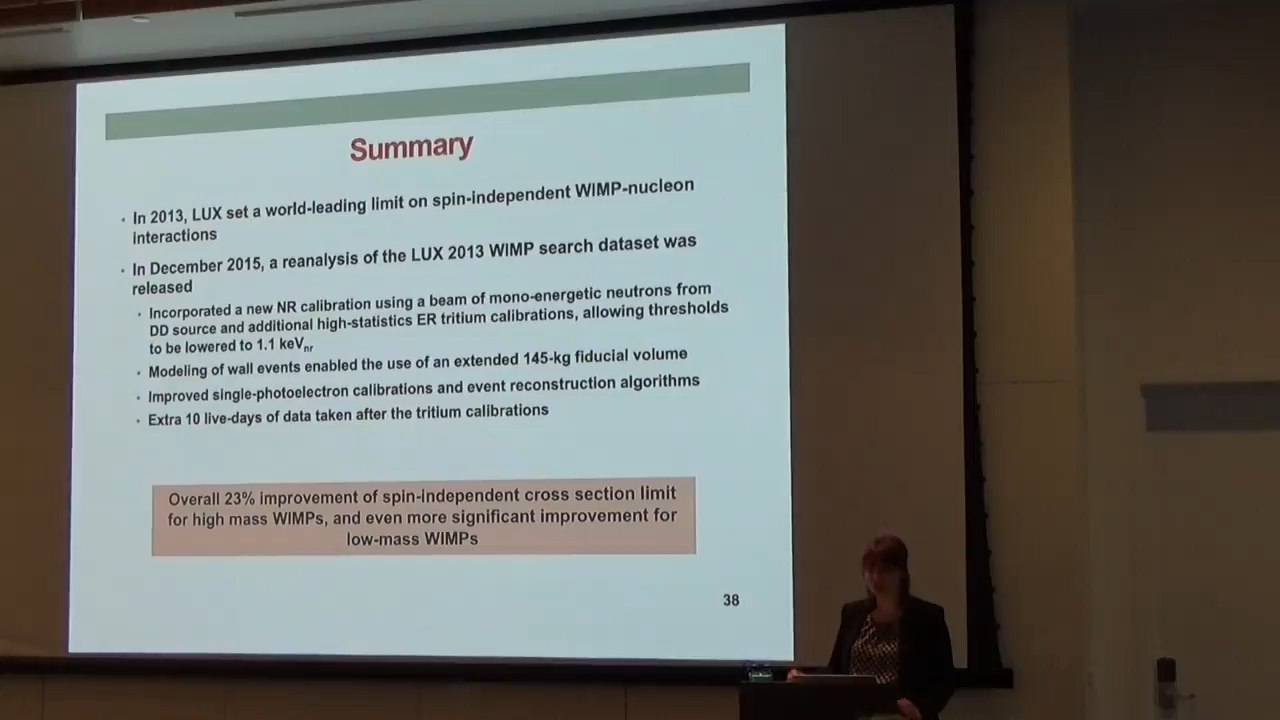 Summary
• In 2013, LUX set a world-leading limit on spin-independent WIMP-nucleon
interactions
• In December 2015, a reanalysis of the LUX 2013 WIMP search dataset was
released
• Incorporated a new NR calibration using a beam of mono-energetic neutrons from
DD source and additional high-statistics ER tritium calibrations, allowing thresholds
to be lowered to 1.1 keVnr
• Modeling of wall events enabled the use of an extended 145-kg fiducial volume
• Improved single-photoelectron calibrations and event reconstruction algorithms
• Extra 10 live-days of data taken after the tritium calibrations
Overall 23% improvement of spin-independent cross section limit
for high mass WIMPs, and even more significant improvement for
low-mass WIMPs
38